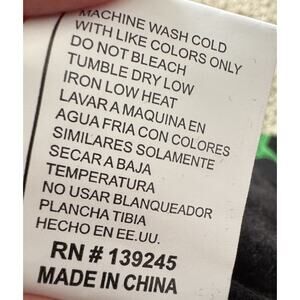 MACHINE WASH COLD
WITH LIKE COLORS ONLY
DO NOT BLEACH
TUMBLE DRY LOW
IRON LOW HEAT
LAVAR A MAQUINA EN
AGUA FRIA CON COLORES
SIMILARES SOLAMENTE
SECAR A BAJA
TEMPERATURA
NO USAR BLANQUEADOR
PLANCHA TIBIA
HECHO EN EE.UU.
RN # 139245
MADE IN CHINA